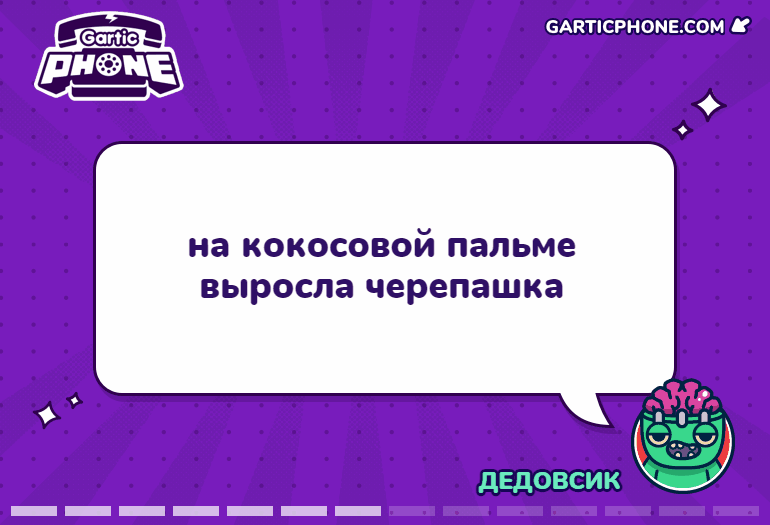 Gartic
PHONE
GARTICPHONE.COM
на кокосовой пальме
выросла черепашка
ДЕДОВСИК